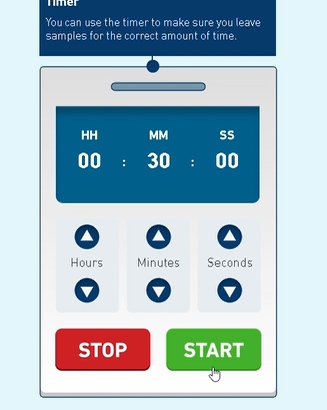 Timer
You can use the timer to make sure you leave
samples for the correct amount of time.
HH MM SS
00 : 30 : 00
Hours Minutes Seconds
STOP START